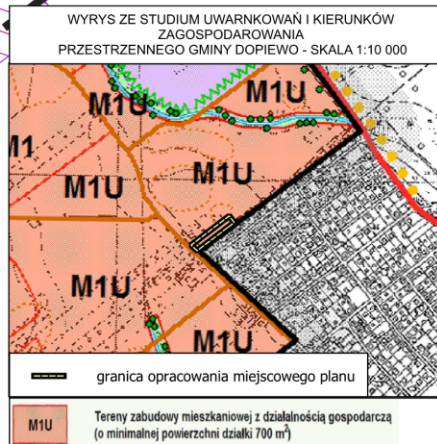 WYRYS ZE STUDIUM UWARUNKOWAŃ I KIERUNKÓW
ZAGOSPODAROWANIA
PRZESTRZENNEGO GMINY DOPIEWO - SKALA 1:10 000
M1U
M1U
M1
M1U
M1U
M1U
M1U
granica opracowania miejscowego planu
M1U
Tereny zabudowy mieszkaniowej z działalnością gospodarczą
(o minimalnej powierzchni działki 700 m²)